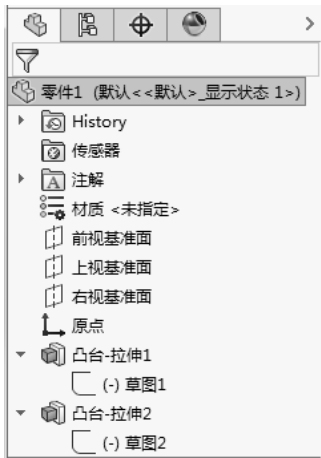 零件1 (默认<<默认>_显示状态 1>)
History
传感器
注解
材质 <未指定>
前视基准面
上视基准面
右视基准面
原点
凸台-拉伸1
(-) 草图1
凸台-拉伸2
(-) 草图2